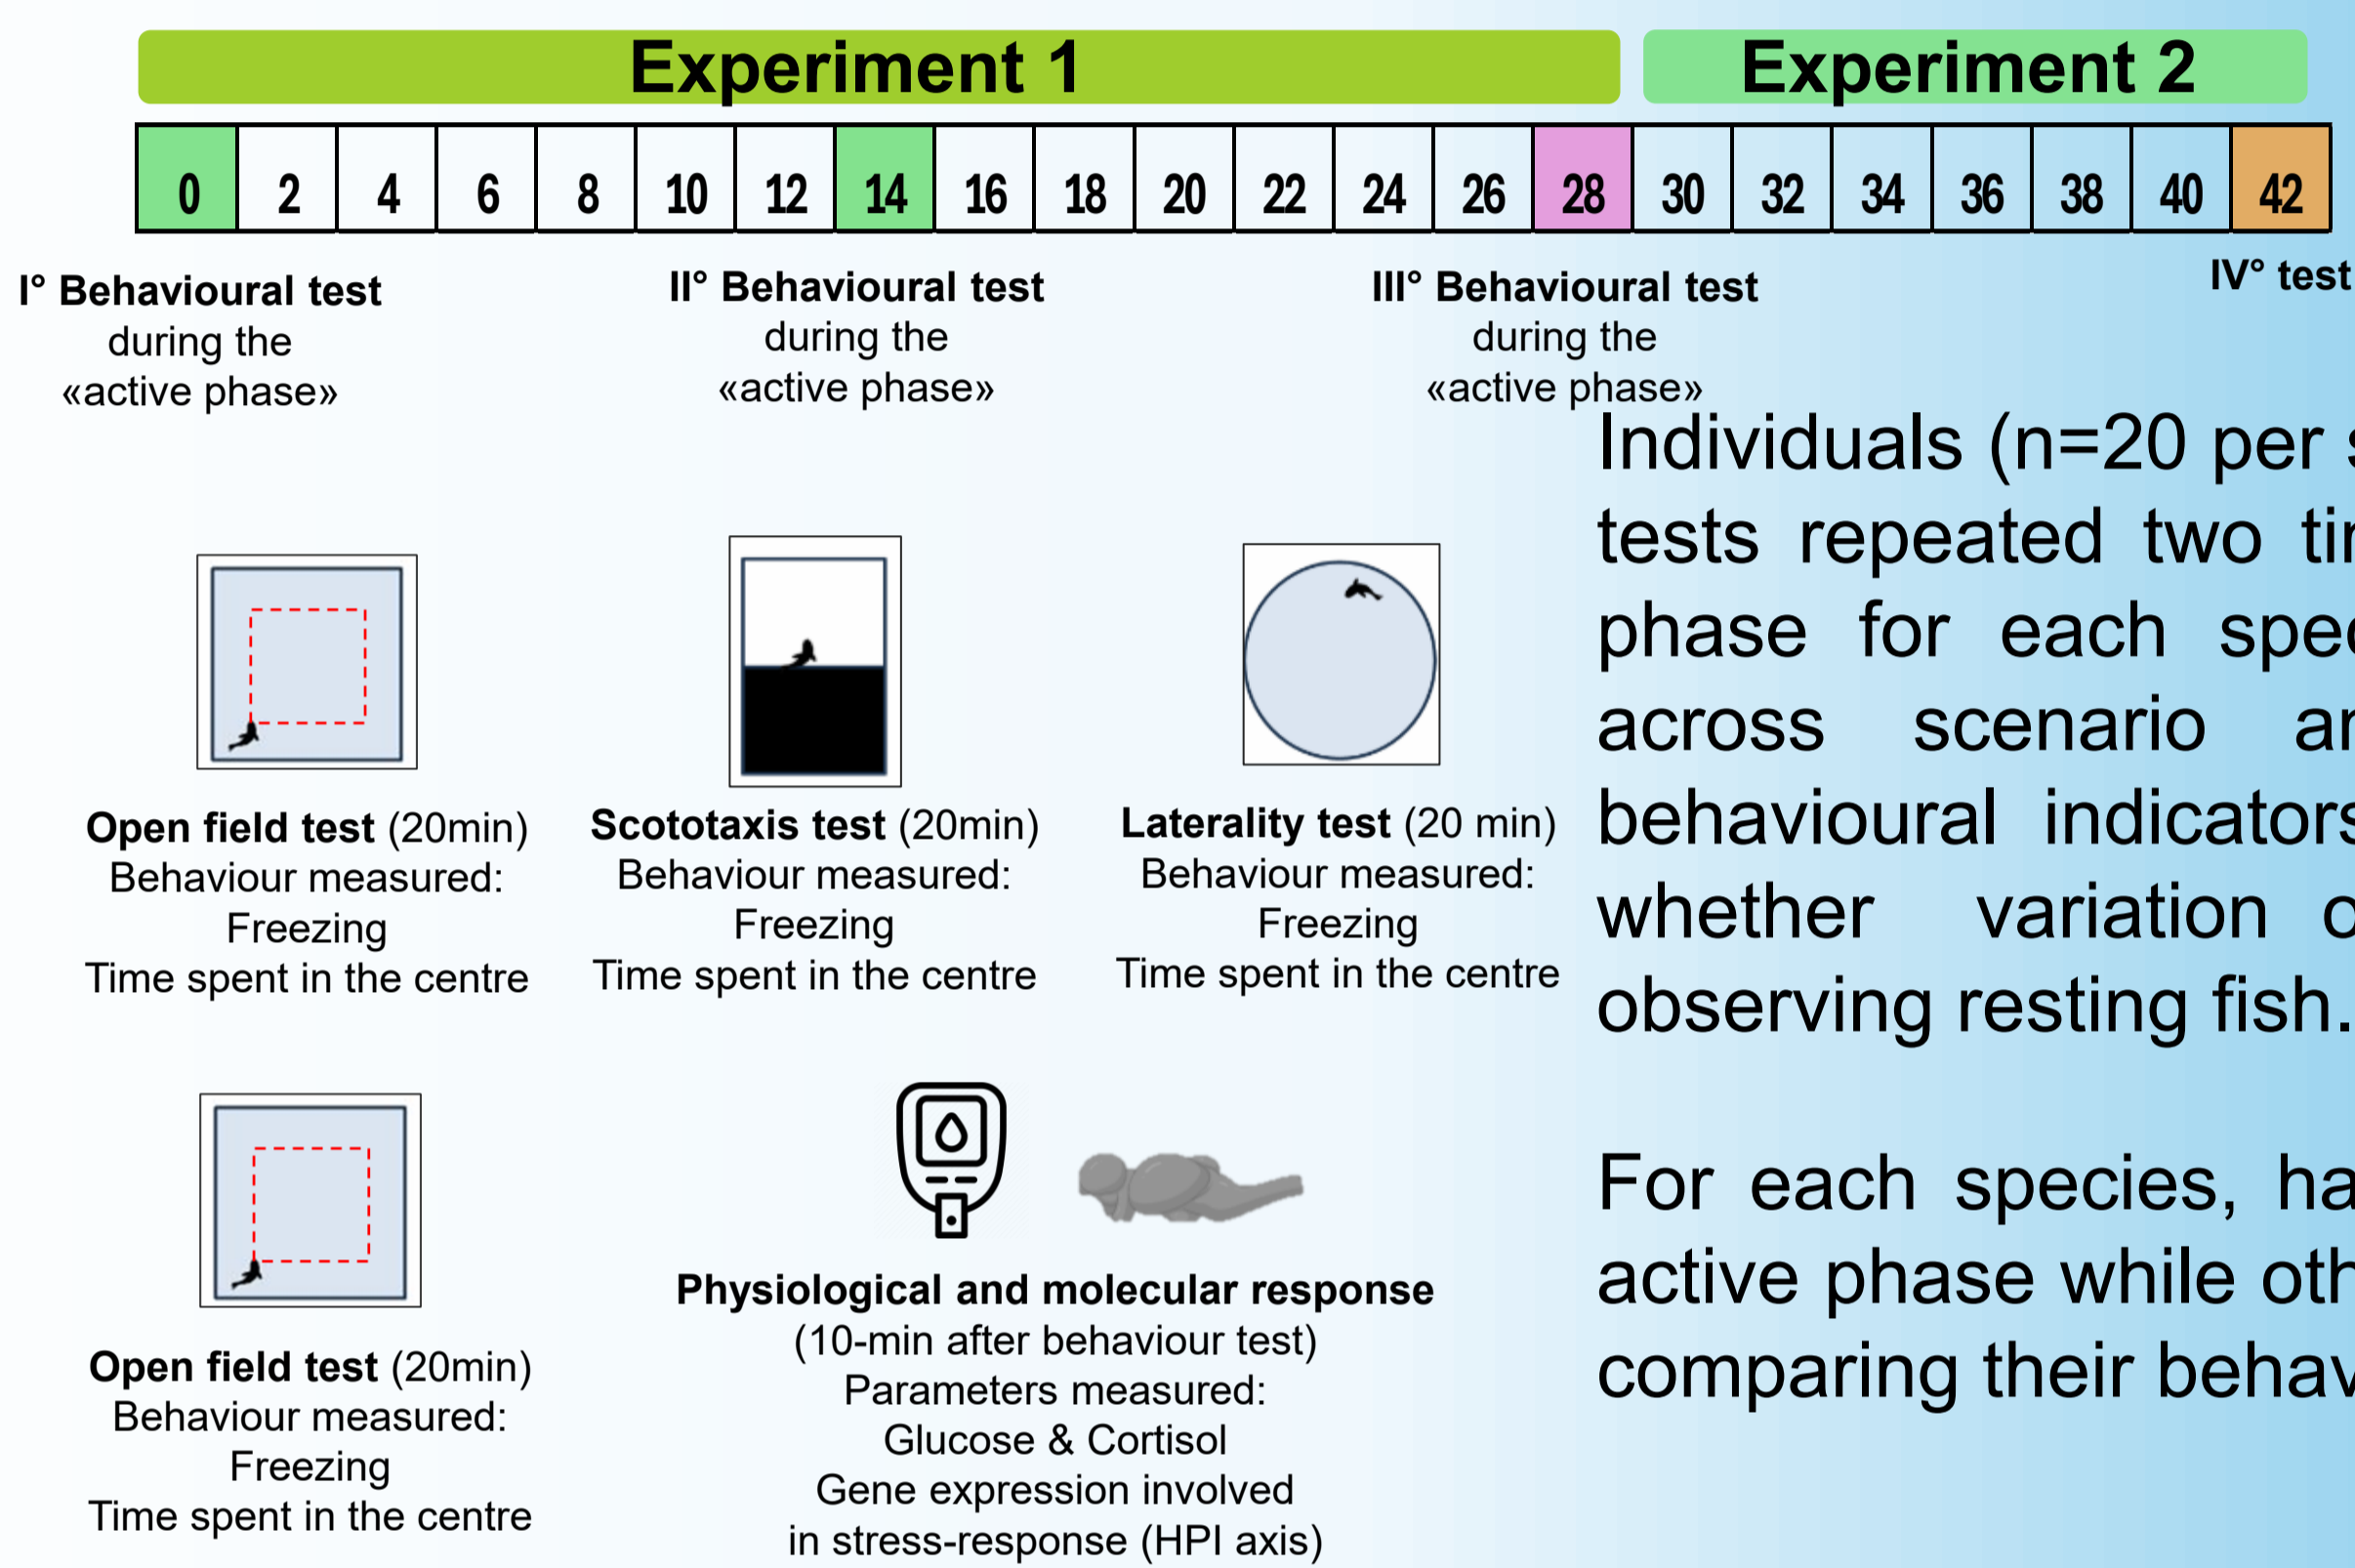 Experiment 1
Experiment 2
0 2 4 6 8 10 12 14 16 18 20 22 24 26 28 30 32 34 36 38 40 42
I° Behavioural test
during the
«active phase»
II° Behavioural test
during the
«active phase»
III° Behavioural test
during the
«active phase»
IV° test
Open field test (20min)
Behaviour measured:
Freezing
Time spent in the centre
Scototaxis test (20min)
Behaviour measured:
Freezing
Time spent in the centre
Laterality test (20 min)
Behaviour measured:
Freezing
Time spent in the centre
Open field test (20min)
Behaviour measured:
Freezing
Time spent in the centre
Physiological and molecular response
(10-min after behaviour test)
Parameters measured:
Glucose & Cortisol
Gene expression involved
in stress-response (HPI axis)
Individuals (n=20 per
tests repeated two
phase for each
across scenario
behavioural indicators
whether variation
observing resting fish.
For each species,
active phase while
comparing their